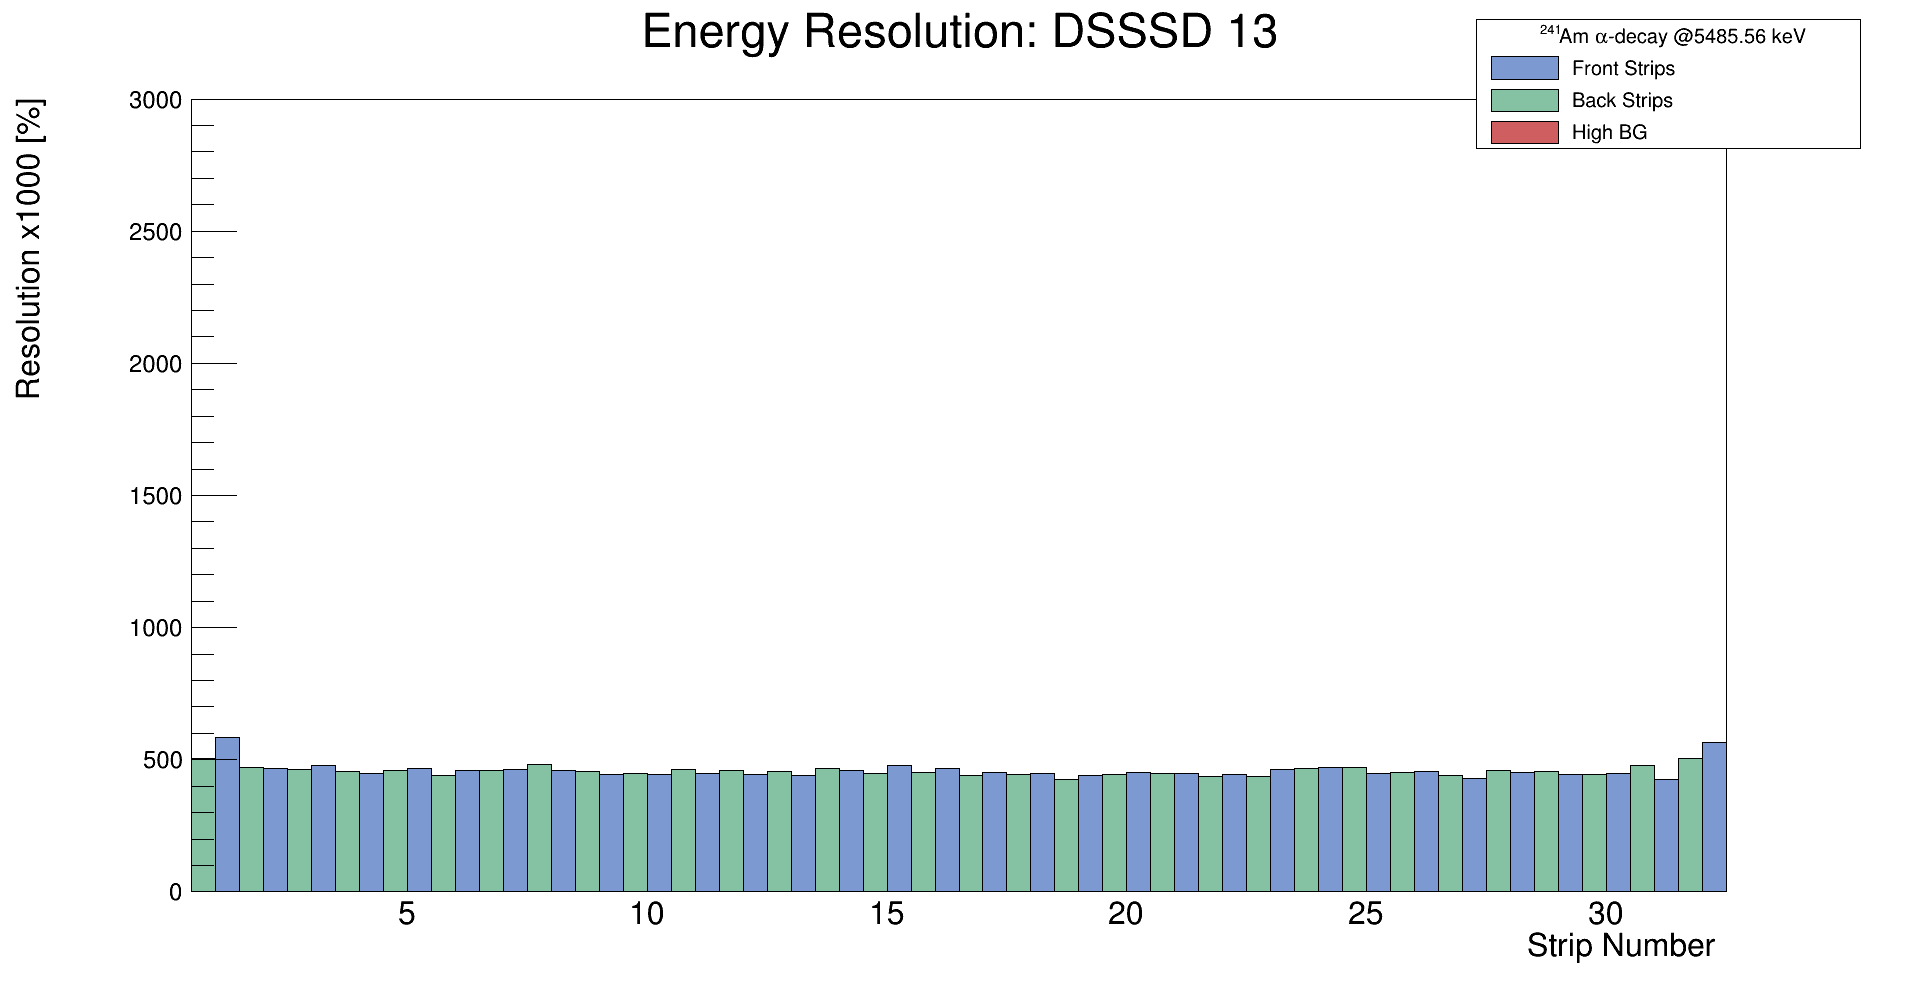 Energy Resolution: DSSSD 13
²⁴¹Am α-decay @5485.56 keV
Front Strips
Back Strips
High BG
Resolution x1000 [%]
3000
2500
2000
1500
1000
500
0
5 10 15 20 25 30
Strip Number